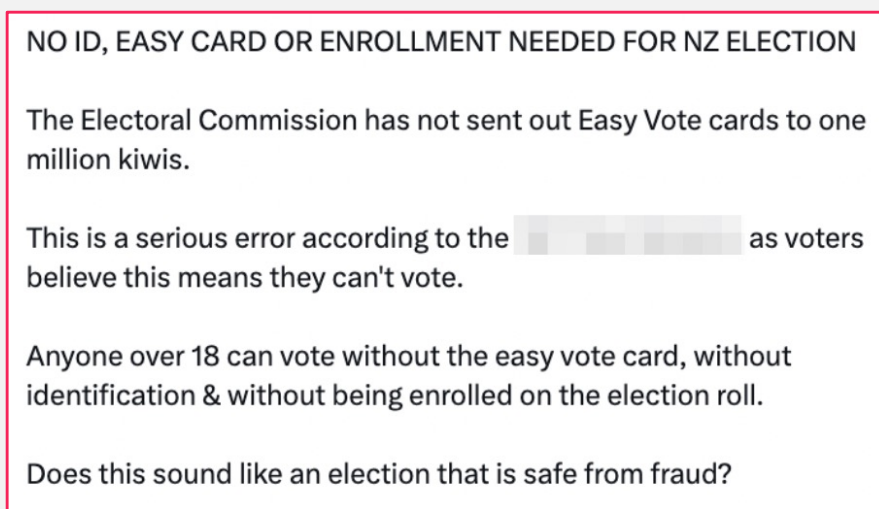 NO ID, EASY CARD OR ENROLLMENT NEEDED FOR NZ ELECTION
The Electoral Commission has not sent out Easy Vote cards to one
million kiwis.
This is a serious error according to the as voters
believe this means they can't vote.
Anyone over 18 can vote without the easy vote card, without
identification & without being enrolled on the election roll.
Does this sound like an election that is safe from fraud?